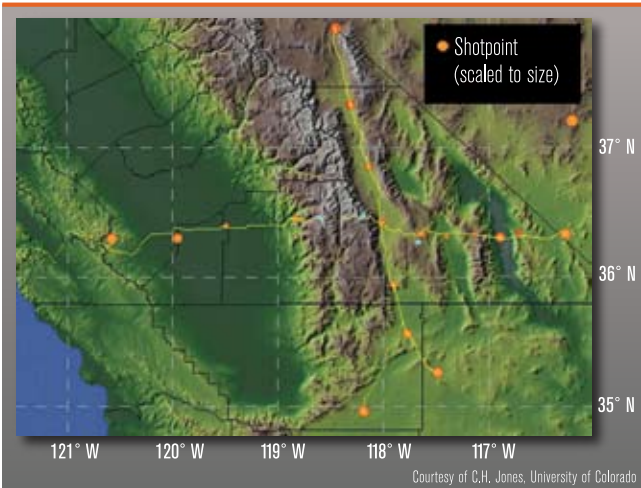 Shotpoint
(scaled to size)
37° N
36° N
35° N
121° W
120° W
119° W
118° W
117° W
Courtesy of C.H. Jones, University of Colorado